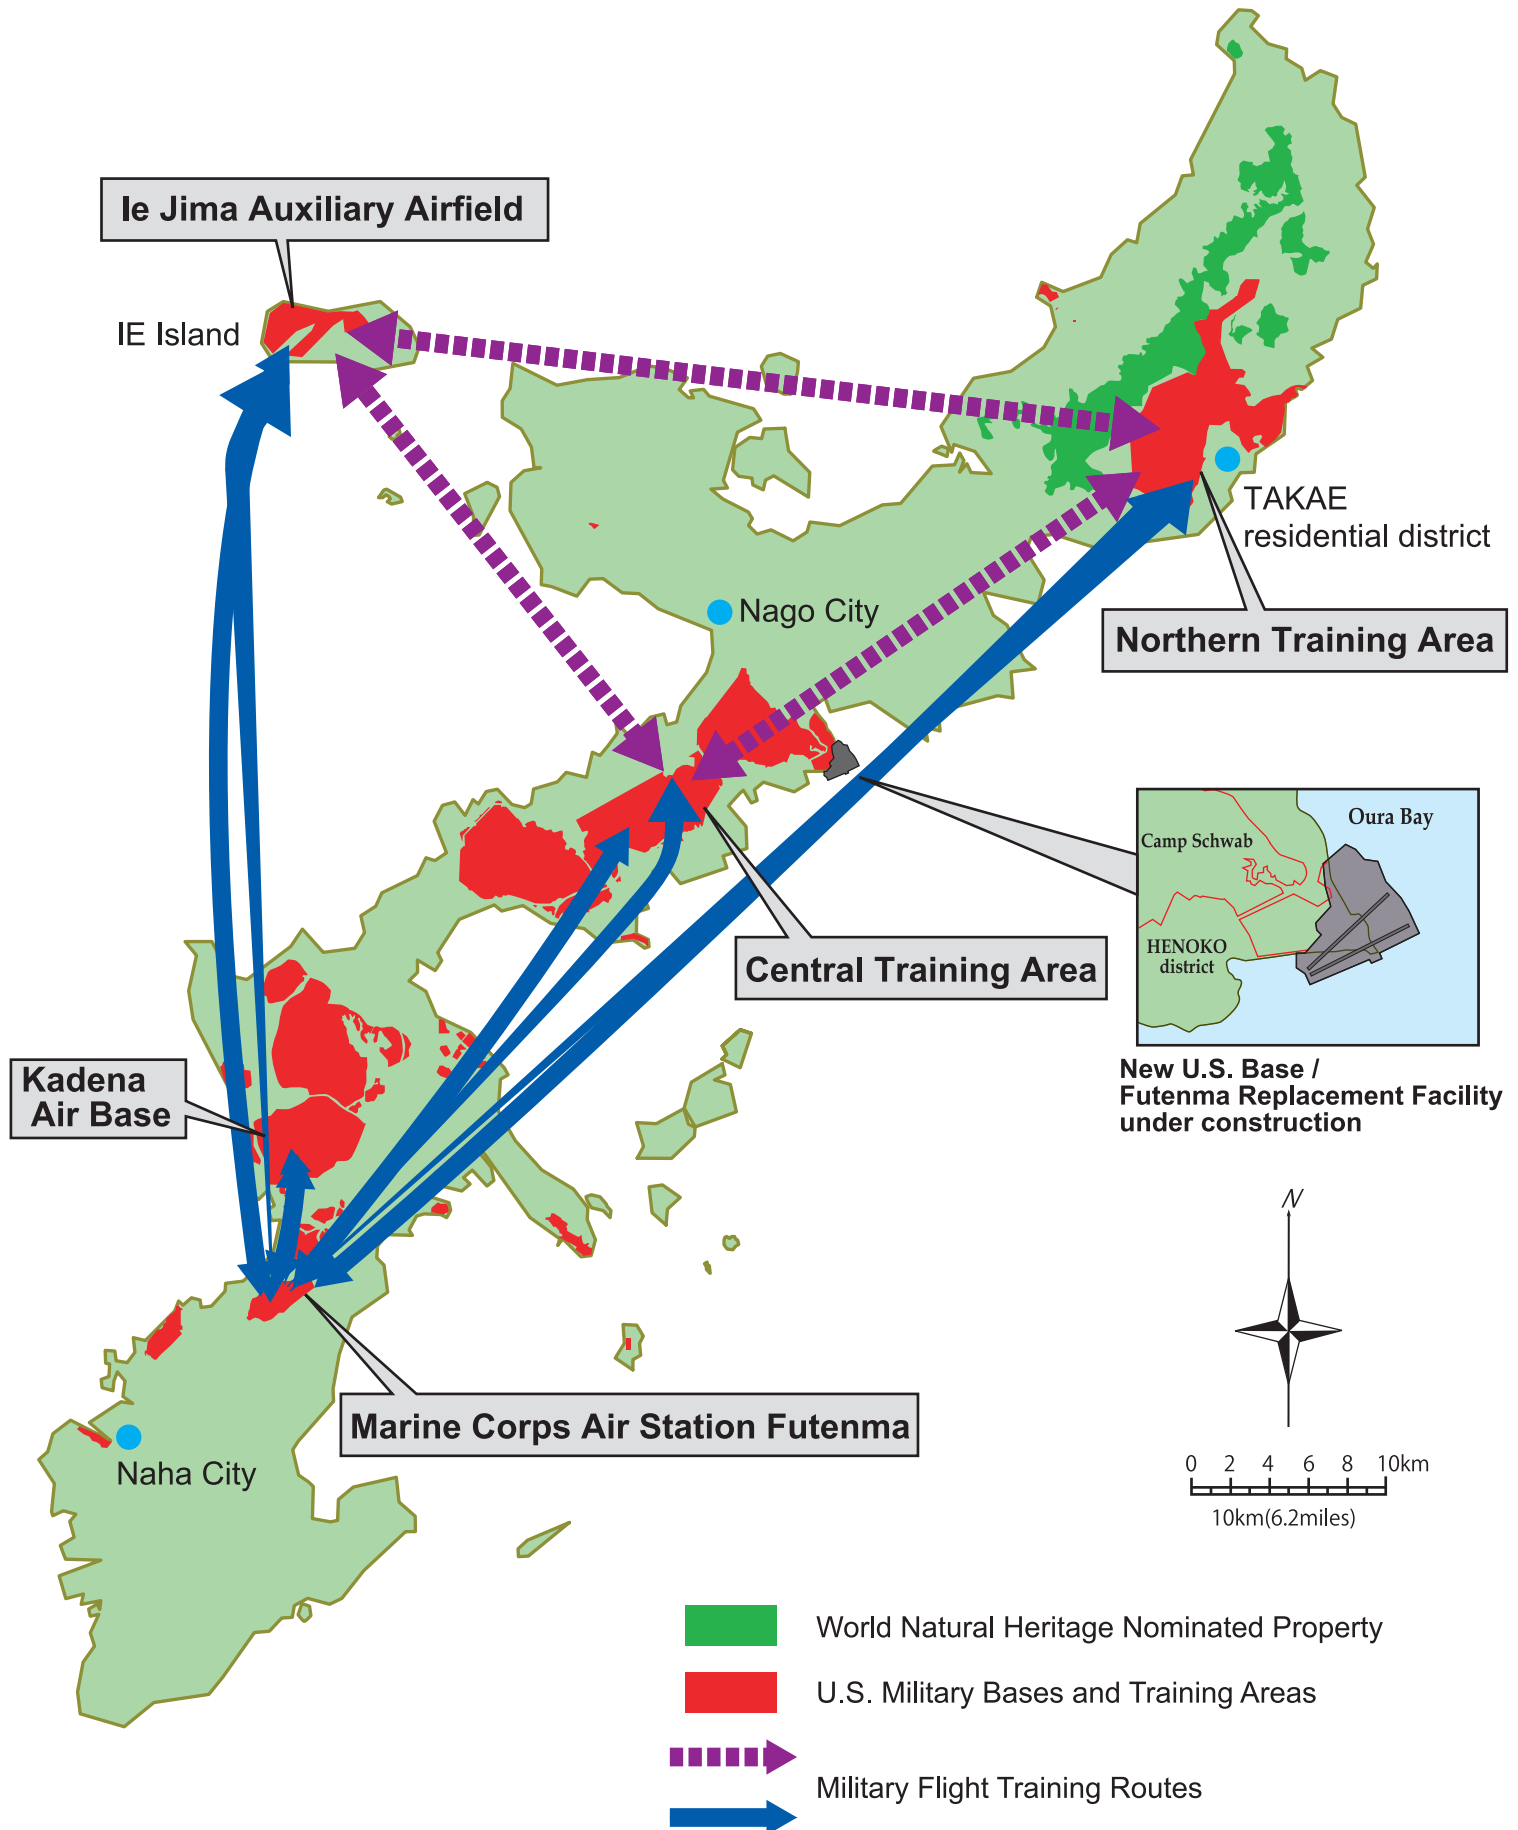 Ie Jima Auxiliary Airfield
IE Island
TAKAE
residential district
Nago City
Northern Training Area
Oura Bay
Camp Schwab
HENOKO
district
Central Training Area
New U.S. Base /
Futenma Replacement Facility
under construction
Kadena
Air Base
N
Marine Corps Air Station Futenma
Naha City
0 2 4 6 8 10km
10km(6.2miles)
World Natural Heritage Nominated Property
U.S. Military Bases and Training Areas
Military Flight Training Routes